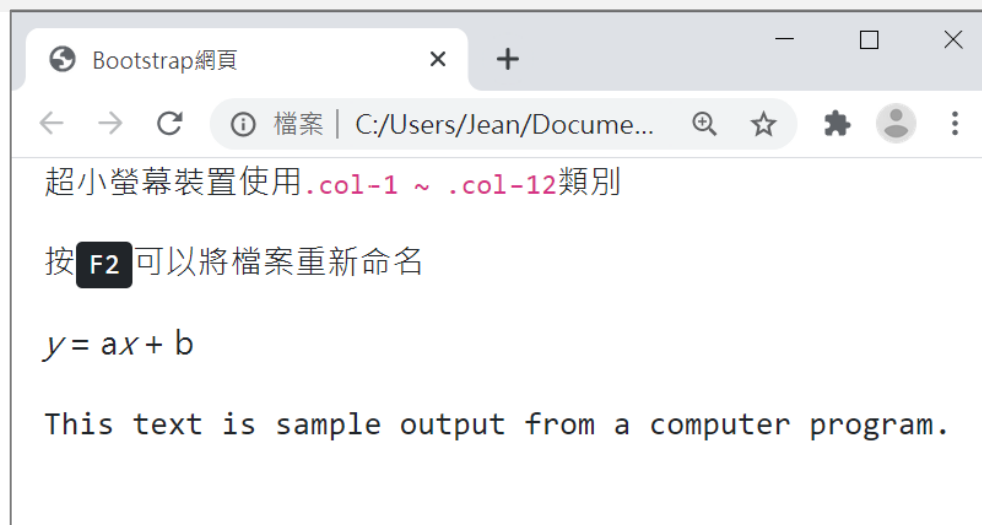 Bootstrap網頁
檔案 | C:/Users/Jean/Docume...
超小螢幕裝置使用.col-1 ~ .col-12類別
按F2可以將檔案重新命名
y = ax + b
This text is sample output from a computer program.